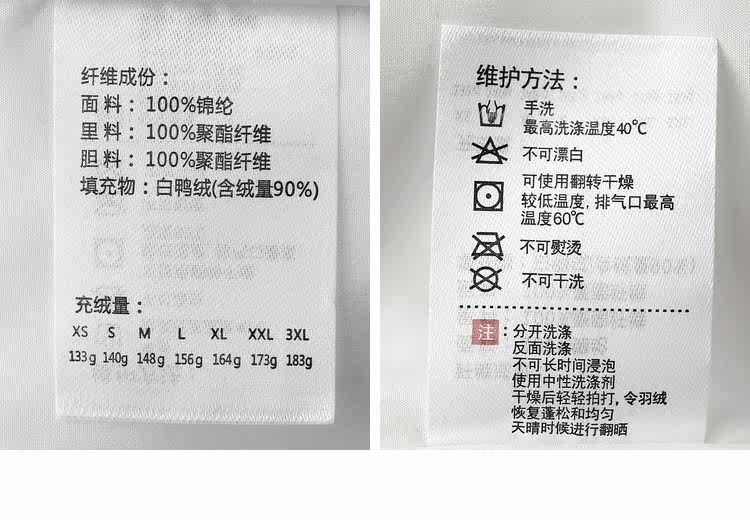 纤维成份：
面 料： 100%锦纶
里 料： 100%聚酯纤维
胆 料： 100%聚酯纤维
填充物： 白鸭绒(含绒量90%)
充绒量：
XS S M L XL XXL 3XL
133g 140g 148g 156g 164g 173g 183g
维护方法：
手洗
最高洗涤温度40℃
不可漂白
可使用翻转干燥
较低温度, 排气口最高
温度60℃
不可熨烫
不可干洗
注：分开洗涤
反面洗涤
不可长时间浸泡
使用中性洗涤剂
干燥后轻轻拍打, 令羽绒
恢复蓬松和均匀
天晴时候进行翻晒